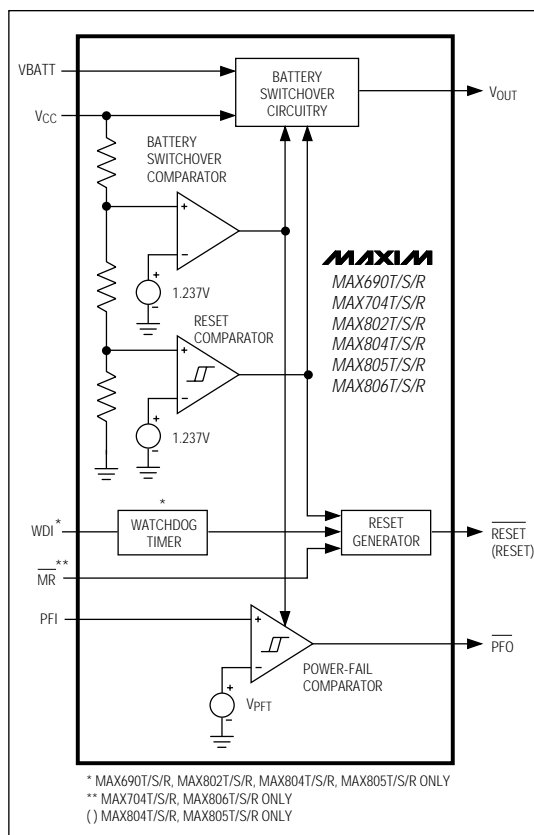 VBATT
BATTERY
SWITCHOVER
CIRCUITRY
VOUT
VCC
BATTERY
SWITCHOVER
COMPARATOR
+
−
+
−
1.237V
MAXIM
MAX690T/S/R
MAX704T/S/R
MAX802T/S/R
MAX804T/S/R
MAX805T/S/R
MAX806T/S/R
RESET
COMPARATOR
+
−
+
−
1.237V
*
WDI*
WATCHDOG
TIMER
RESET
GENERATOR
RESET
(RESET)
MR**
PFI
+
−
PFO
POWER-FAIL
COMPARATOR
+
−
VPFT
* MAX690T/S/R, MAX802T/S/R, MAX804T/S/R, MAX805T/S/R ONLY
** MAX704T/S/R, MAX806T/S/R ONLY
( ) MAX804T/S/R, MAX805T/S/R ONLY